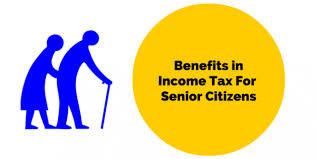 Benefits in
Income Tax For
Senior Citizens